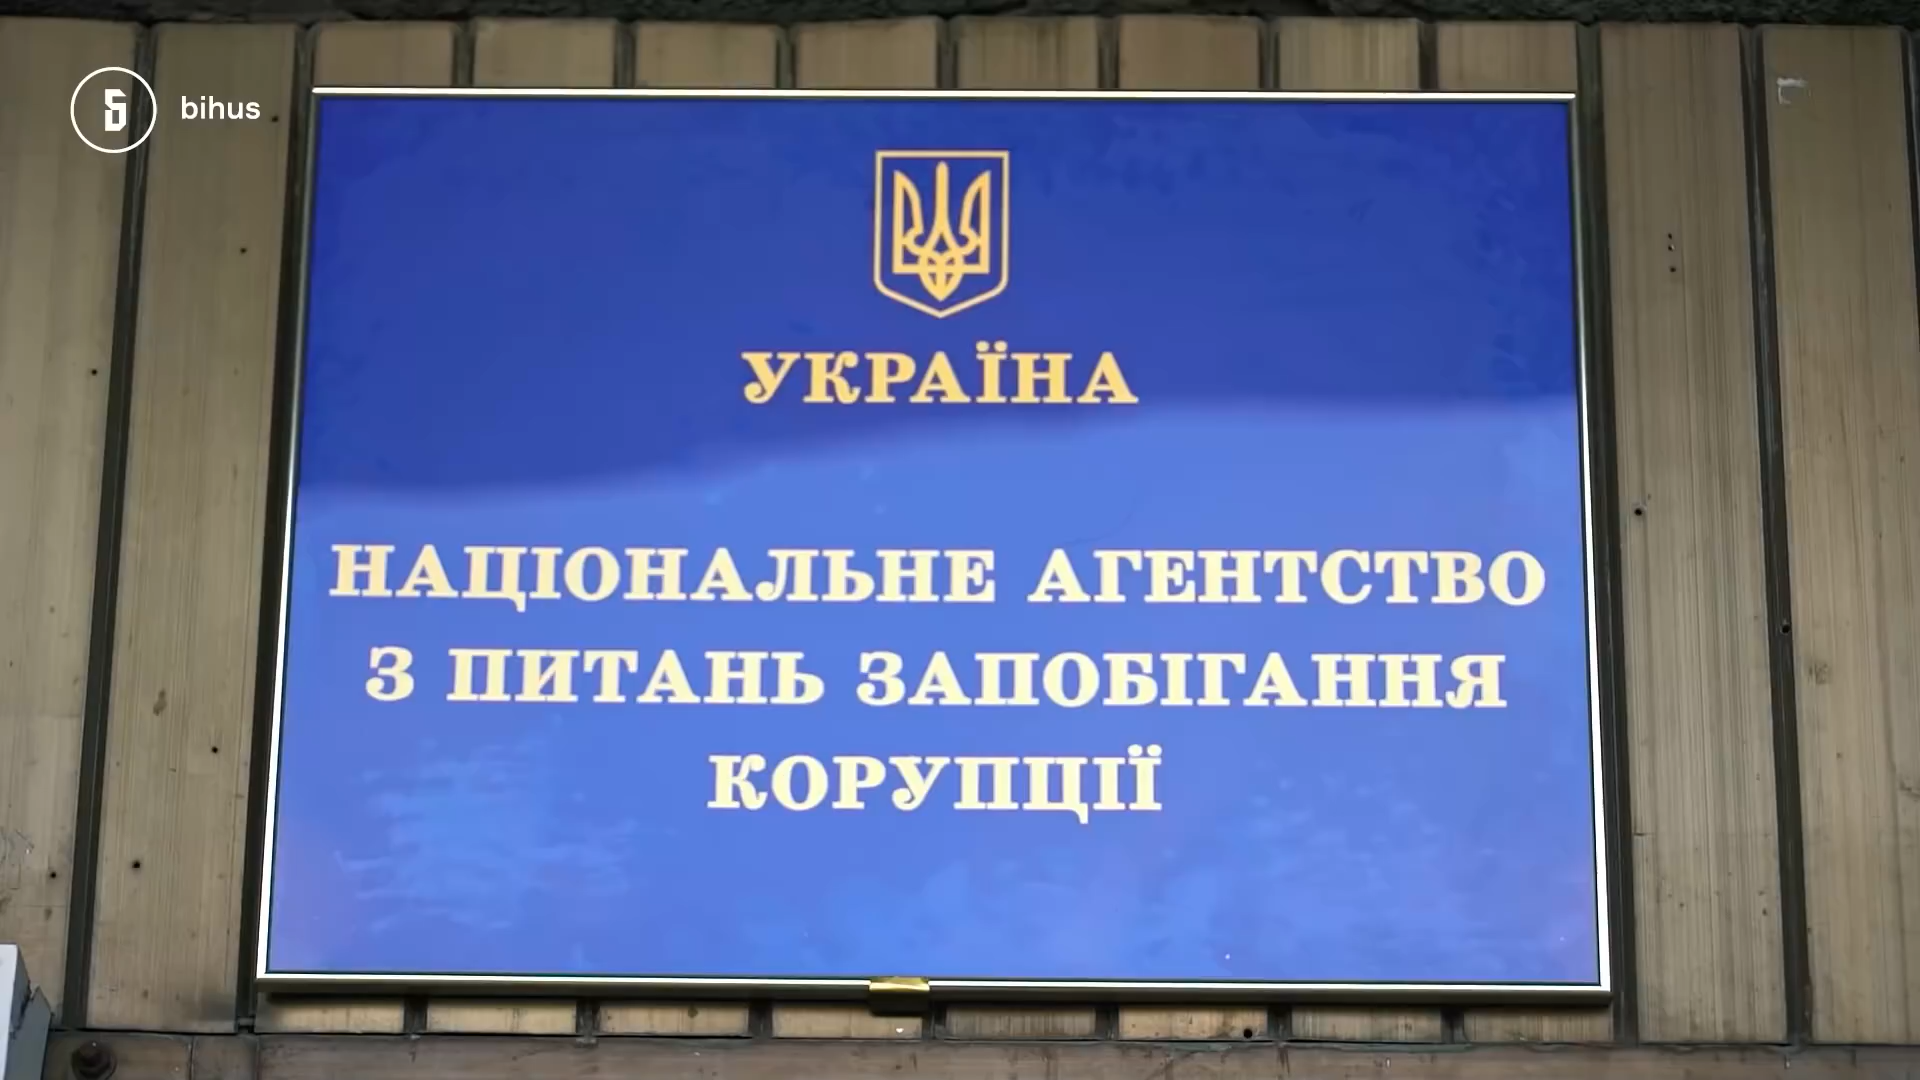 bihus
УКРАЇНА
НАЦІОНАЛЬНЕ АГЕНТСТВО
З ПИТАНЬ ЗАПОБІГАННЯ
КОРУПЦІЇ